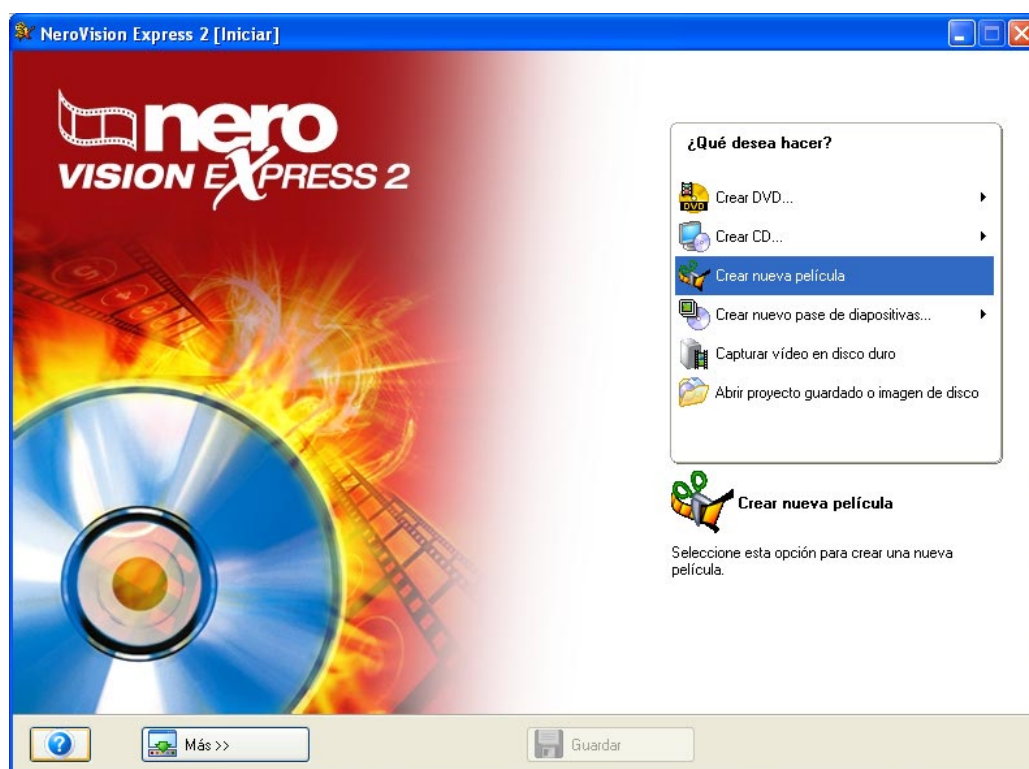 NeroVision Express 2 [Iniciar]
nero
VISION EXPRESS 2
¿Qué desea hacer?
Crear DVD...
Crear CD...
Crear nueva película
Crear nuevo pase de diapositivas...
Capturar vídeo en disco duro
Abrir proyecto guardado o imagen de disco
Crear nueva película
Seleccione esta opción para crear una nueva
película.
Más >>
Guardar